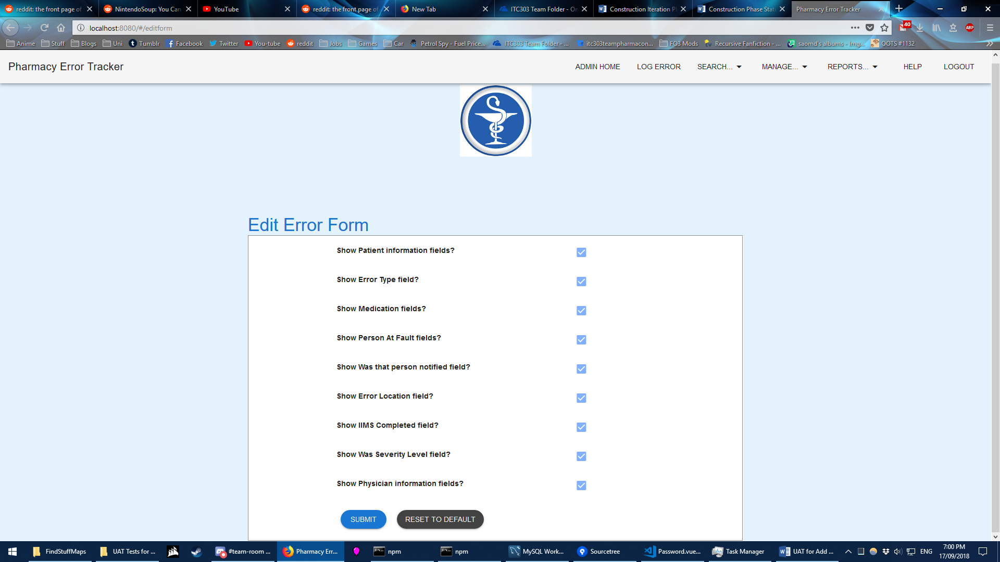 reddit: the front page of
NintendoSoup: You Can
YouTube
reddit: the front page of
New Tab
ITC303 Team Folder - On
Construction Iteration P
Construction Phase Stat
Pharmacy Error Tracker
localhost:8080/#/editform
40
ABP
Anime
Stuff
Blogs
Uni
Tumblr
Facebook
Twitter
You-tube
reddit
Jobs
Games
Car
Petrol Spy - Fuel Price...
ITC303 Team Folder - ...
itc303teampharmacon...
FO3 Mods
Recursive Fanfiction - ...
saomd's albums - Img...
OOTS #1132
Pharmacy Error Tracker
ADMIN HOME
LOG ERROR
SEARCH...
MANAGE...
REPORTS...
HELP
LOGOUT
Edit Error Form
Show Patient information fields?
Show Error Type field?
Show Medication fields?
Show Person At Fault fields?
Show Was that person notified field?
Show Error Location field?
Show IIMS Completed field?
Show Was Severity Level field?
Show Physician information fields?
SUBMIT
RESET TO DEFAULT
FindStuffMaps
UAT Tests for ...
#team-room ...
Pharmacy Err...
npm
npm
MySQL Work...
Sourcetree
Password.vue...
Task Manager
UAT for Add ...
ENG
7:00 PM
17/09/2018